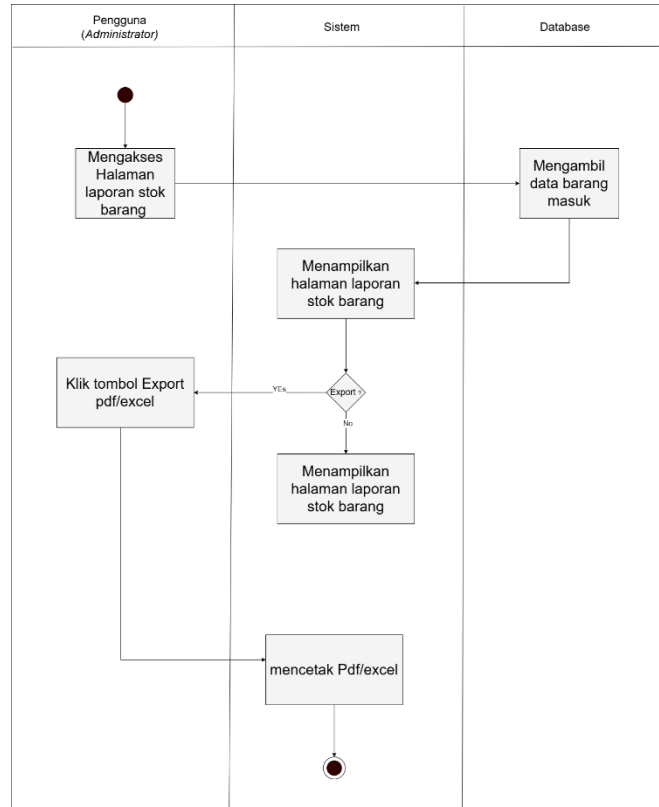 Pengguna
(Administrator)
Sistem
Database
Mengakses
Halaman
laporan stok
barang
Mengambil
data barang
masuk
Menampilkan
halaman laporan
stok barang
Klik tombol Export
pdf/excel
YEs
Export ?
No
Menampilkan
halaman laporan
stok barang
mencetak Pdf/excel